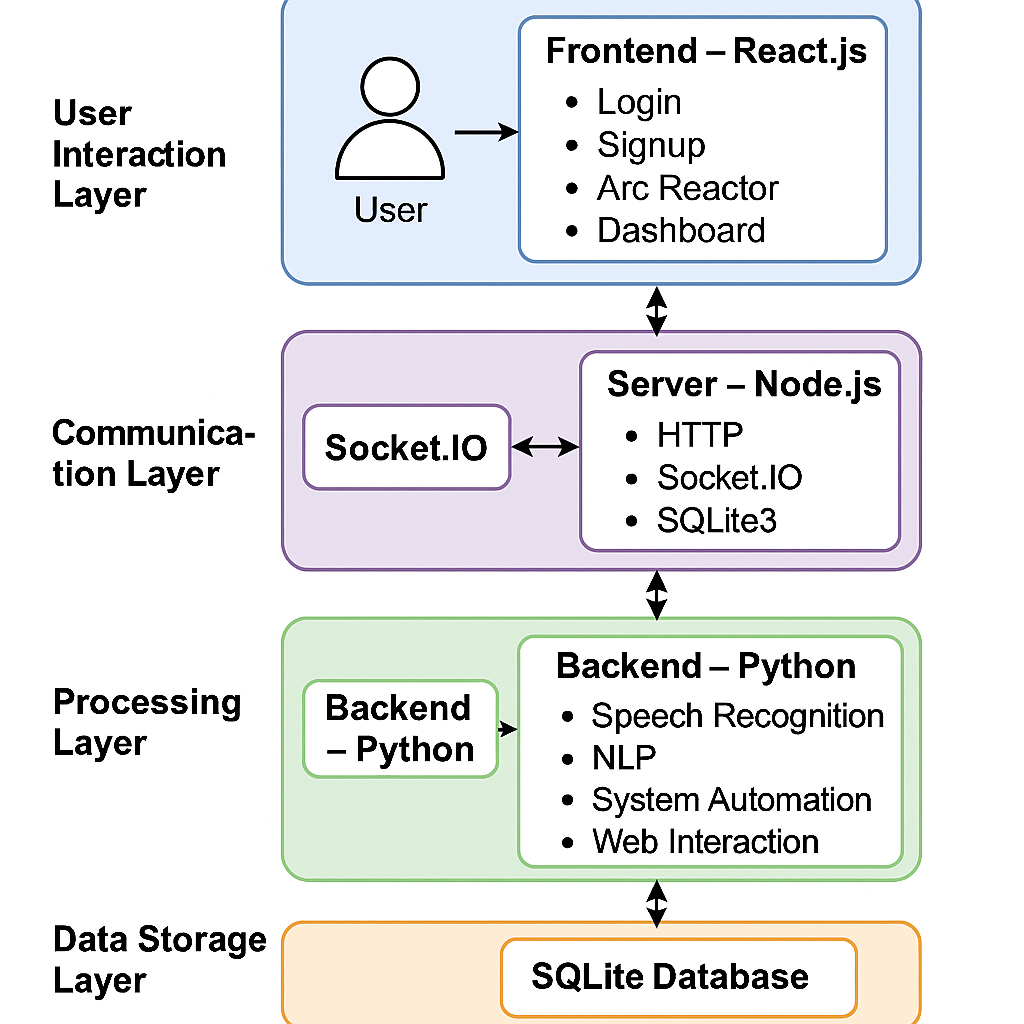 User
Interaction
Layer
User
Frontend – React.js
• Login
• Signup
• Arc Reactor
• Dashboard
Communica-
tion Layer
Socket.IO
Server – Node.js
• HTTP
• Socket.IO
• SQLite3
Processing
Layer
Backend
– Python
Backend – Python
• Speech Recognition
• NLP
• System Automation
• Web Interaction
Data Storage
Layer
SQLite Database